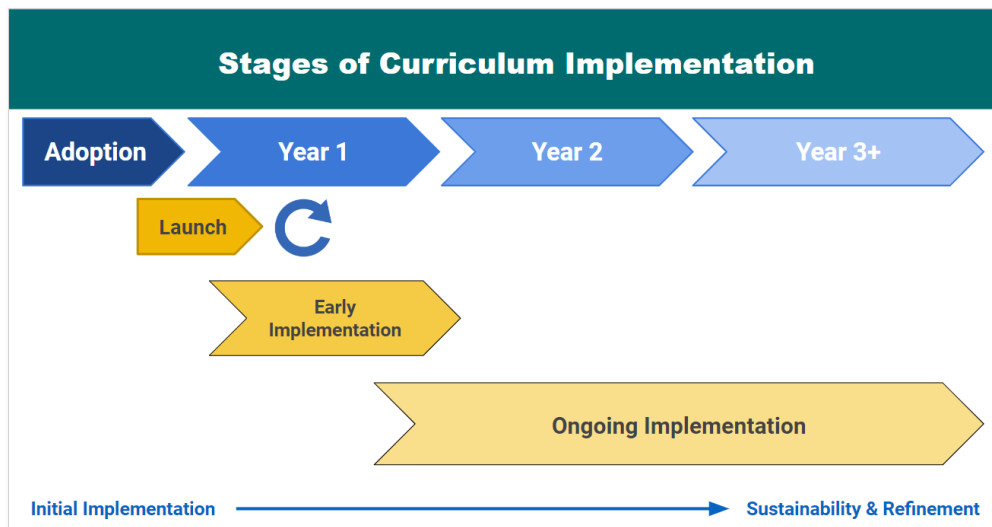 Stages of Curriculum Implementation
Adoption
Year 1
Year 2
Year 3+
Launch
Early
Implementation
Ongoing Implementation
Initial Implementation
Sustainability & Refinement